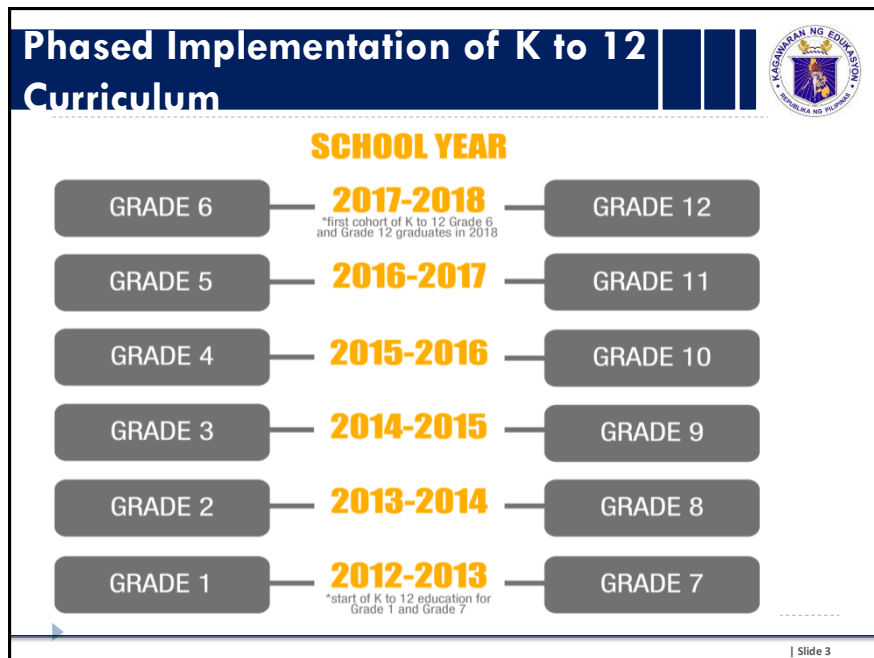 Phased Implementation of K to 12
Curriculum
KAGAWARAN NG EDUKASYON
REPUBLIKA NG PILIPINAS
SCHOOL YEAR
GRADE 6 2017-2018 GRADE 12
*first cohort of K to 12 Grade 6
and Grade 12 graduates in 2018
GRADE 5 2016-2017 GRADE 11
GRADE 4 2015-2016 GRADE 10
GRADE 3 2014-2015 GRADE 9
GRADE 2 2013-2014 GRADE 8
GRADE 1 2012-2013 GRADE 7
*start of K to 12 education for
Grade 1 and Grade 7
| Slide 3